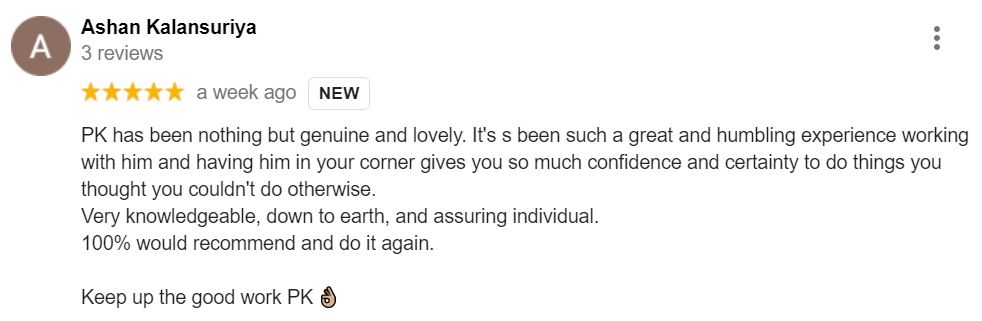 A
Ashan Kalansuriya
3 reviews
a week ago NEW
PK has been nothing but genuine and lovely. It's s been such a great and humbling experience working
with him and having him in your corner gives you so much confidence and certainty to do things you
thought you couldn't do otherwise.
Very knowledgeable, down to earth, and assuring individual.
100% would recommend and do it again.
Keep up the good work PK 👌🏽